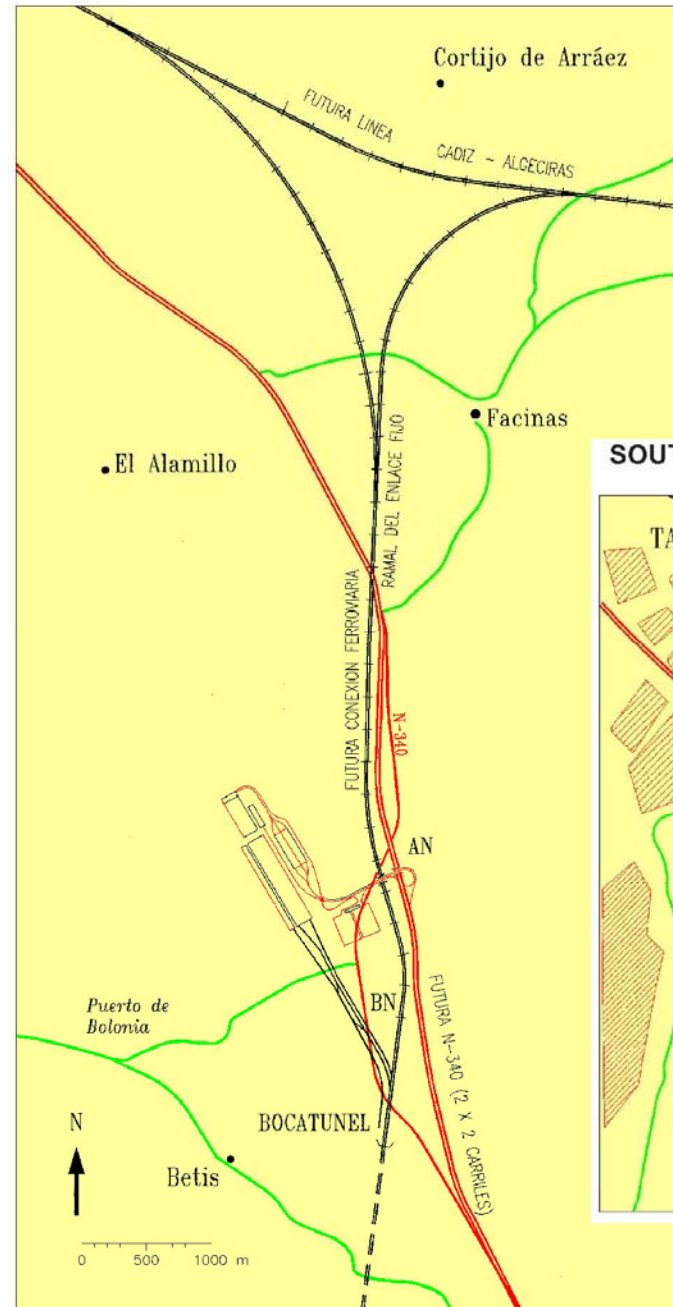 Cortijo de Arráez
FUTURA LINEA
CADIZ - ALGECIRAS
Facinas
El Alamillo
RAMAL DEL ENLACE FIJO
FUTURA CONEXION FERROVIARIA
N-340
AN
BN
Puerto de
Bolonia
FUTURA N-340 (2 X 2 CARRILES)
BOCATUNEL
N
Betis
0 500 1000 m
SOUT
TA